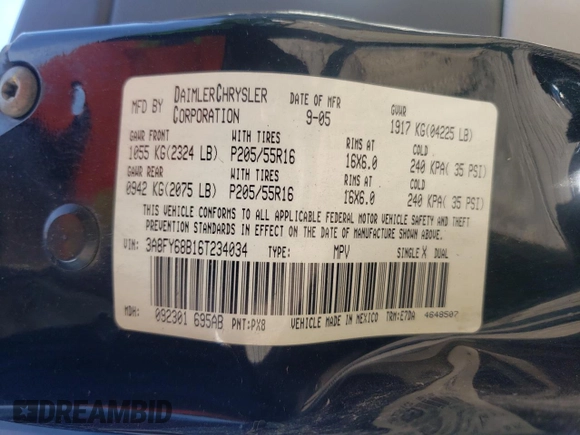 MFD BY DAIMLERCHRYSLER CORPORATION DATE OF MFR 9-05 GVWR 1917 KG(04225 LB)
GAWR FRONT WITH TIRES RIMS AT COLD
1055 KG(2324 LB) P205/55R16 16X6.0 240 KPA( 35 PSI)
GAWR REAR WITH TIRES RIMS AT COLD
0942 KG(2075 LB) P205/55R16 16X6.0 240 KPA( 35 PSI)
THIS VEHICLE CONFORMS TO ALL APPLICABLE FEDERAL MOTOR VEHICLE SAFETY AND THEFT
PREVENTION STANDARDS IN EFFECT ON THE DATE OF MANUFACTURE SHOWN ABOVE.
VIN: 3A8FY68B16T234034 TYPE: MPV SINGLE X DUAL
MDH: 092301 695AB PNT:PX8 VEHICLE MADE IN MEXICO TRM:E7DA 4648507
DREAMBID